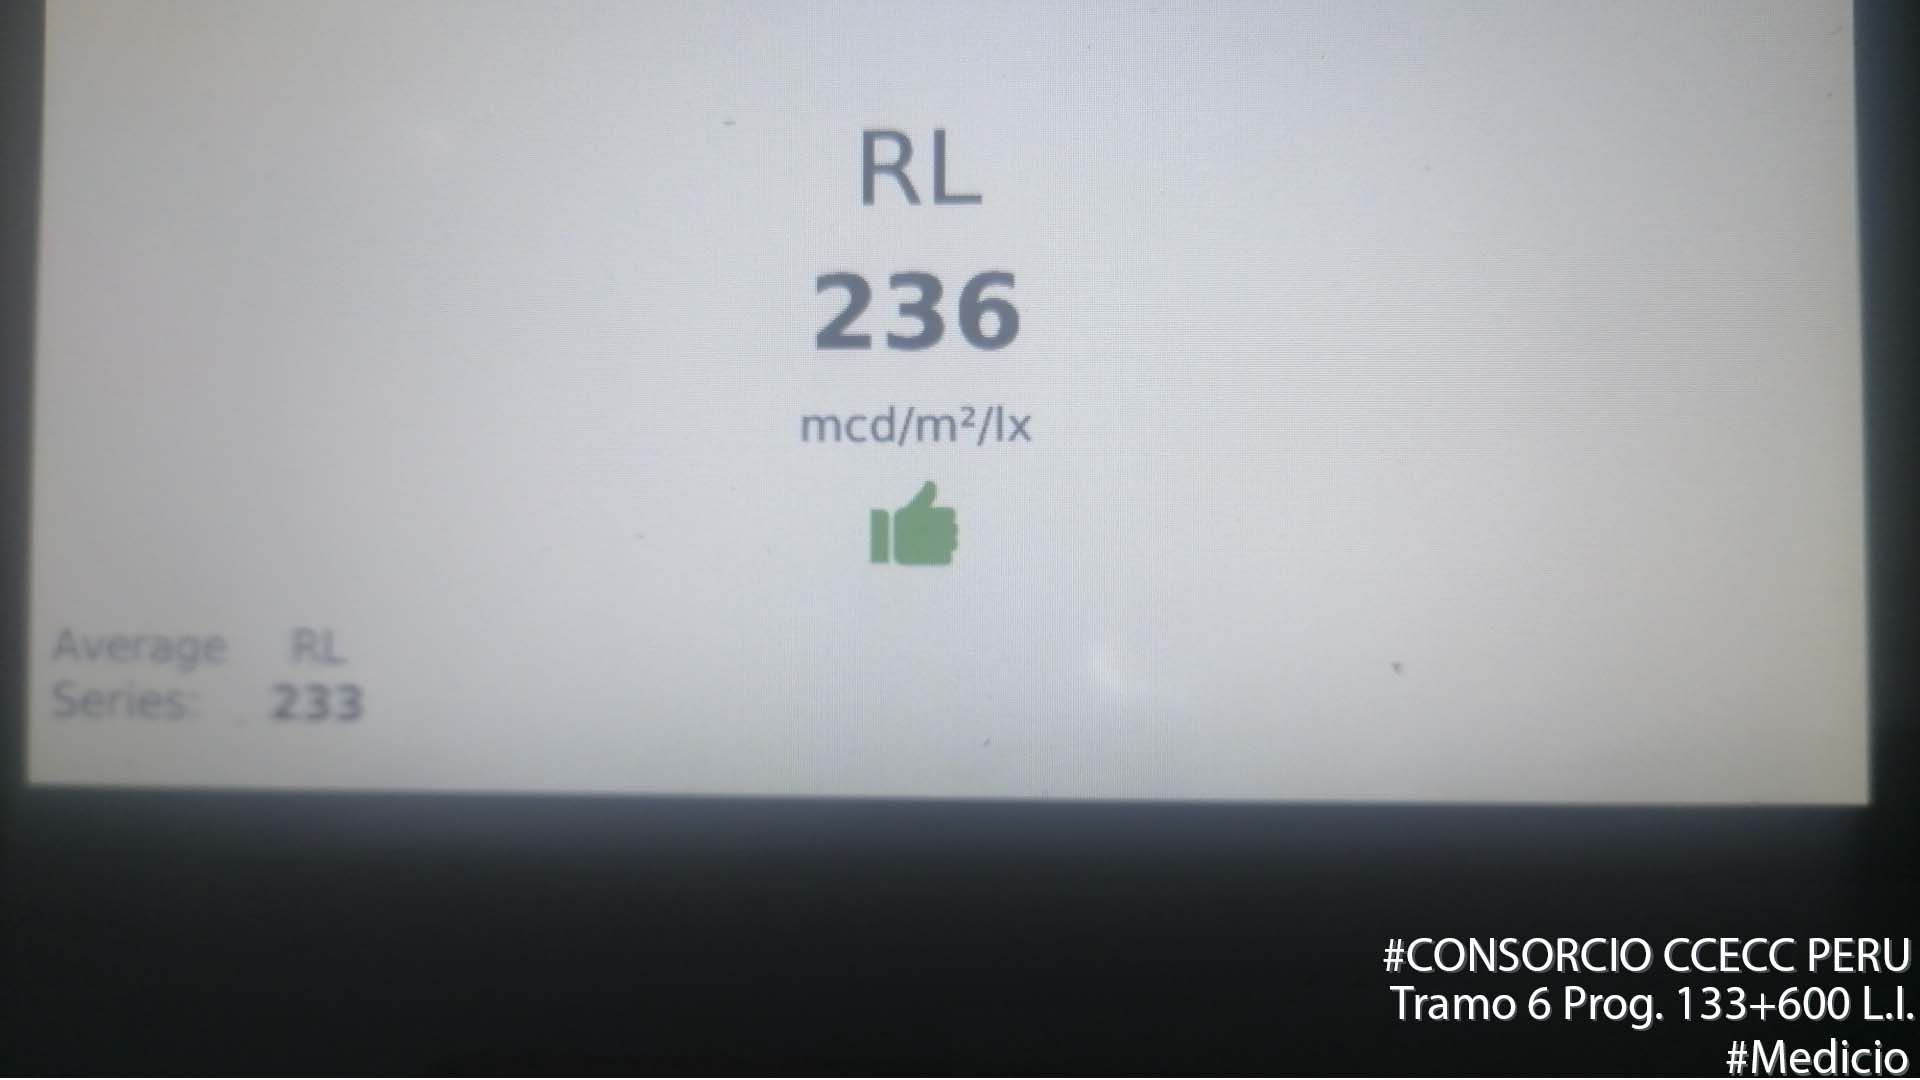 RL
236
mcd/m²/lx
Average RL
Series: 233
#CONSORCIO CCECC PERU
Tramo 6 Prog. 133+600 L.I.
#Medicio